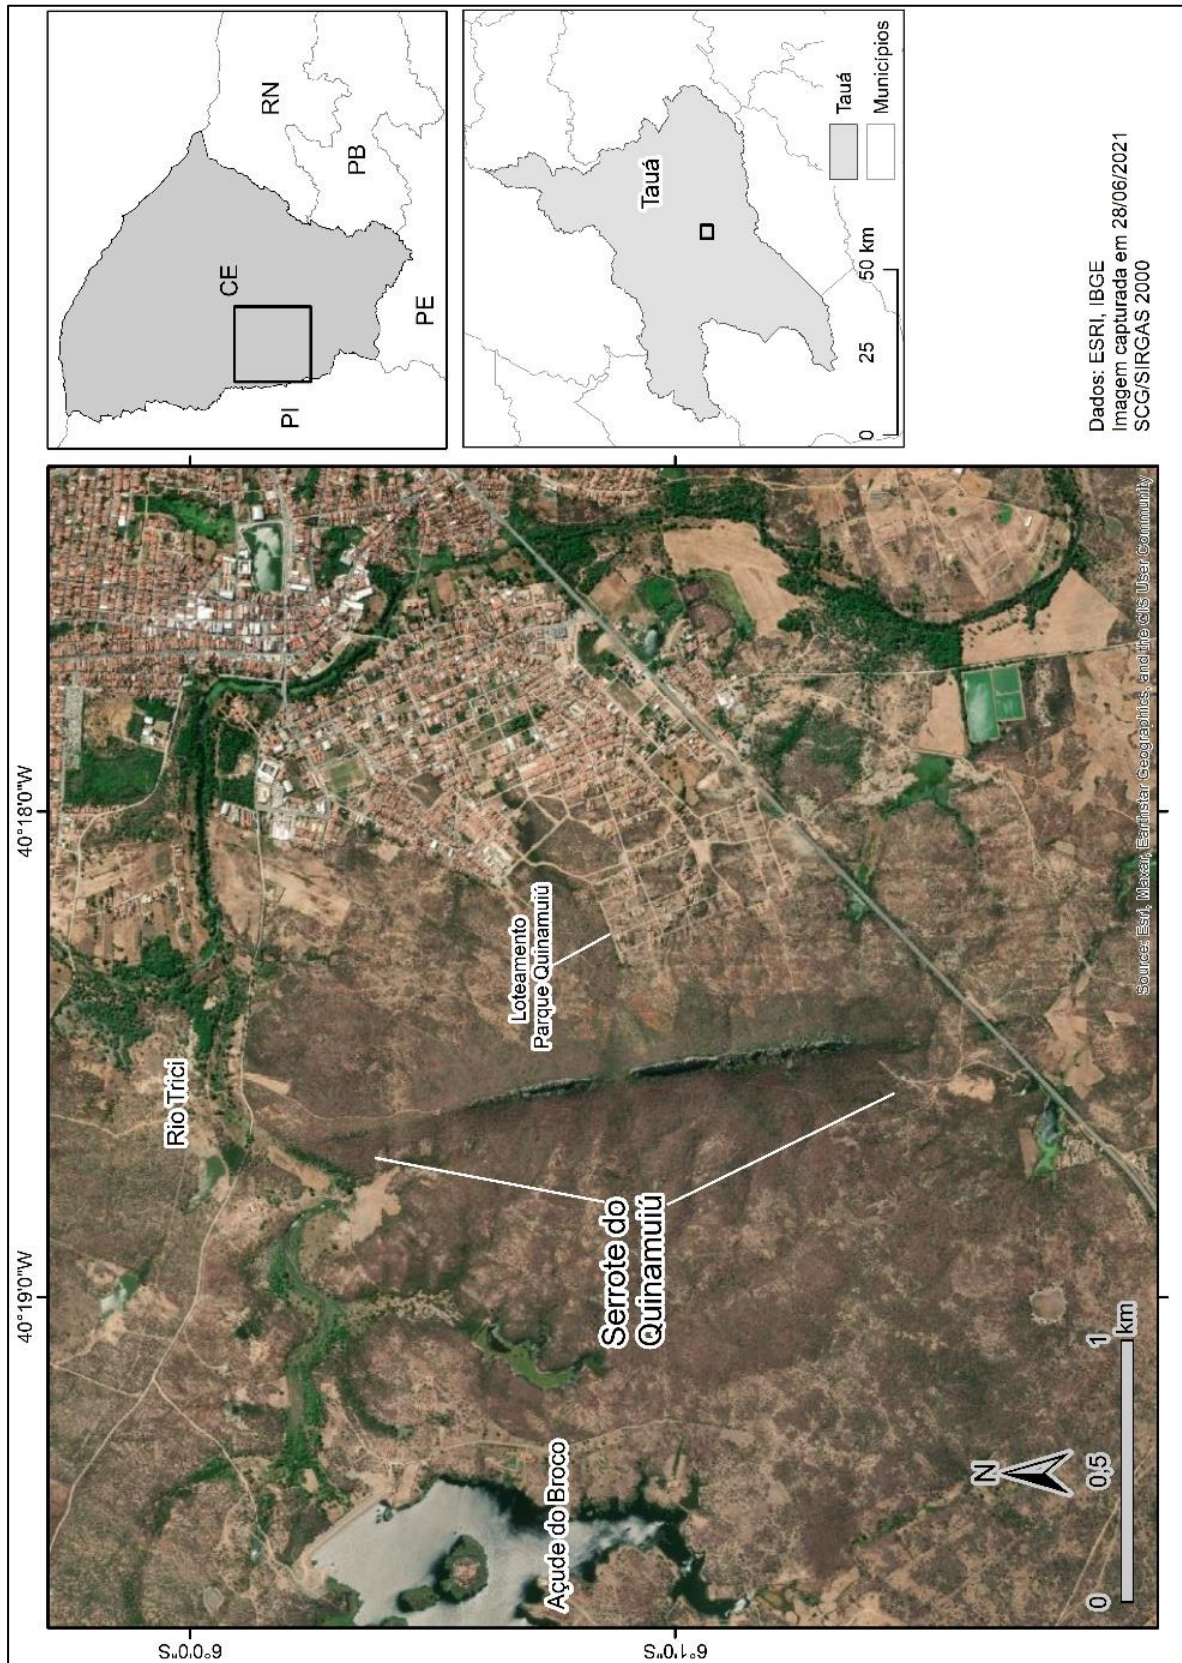 40°19'0"W
40°18'0"W
6°0'0"S
6°1'0"S
Rio Trici
Loteamento
Parque Quinamuiú
Serrote do
Quinamuiú
Açude do Broco
N
0
0,5
1
km
Source: Esri, Maxar, Earthstar Geographics, and the GIS User Community
PI
CE
RN
PB
PE
Tauá
0
25
50 km
Tauá
Municípios
Dados: ESRI, IBGE
Imagem capturada em 28/06/2021
SCG/SIRGAS 2000